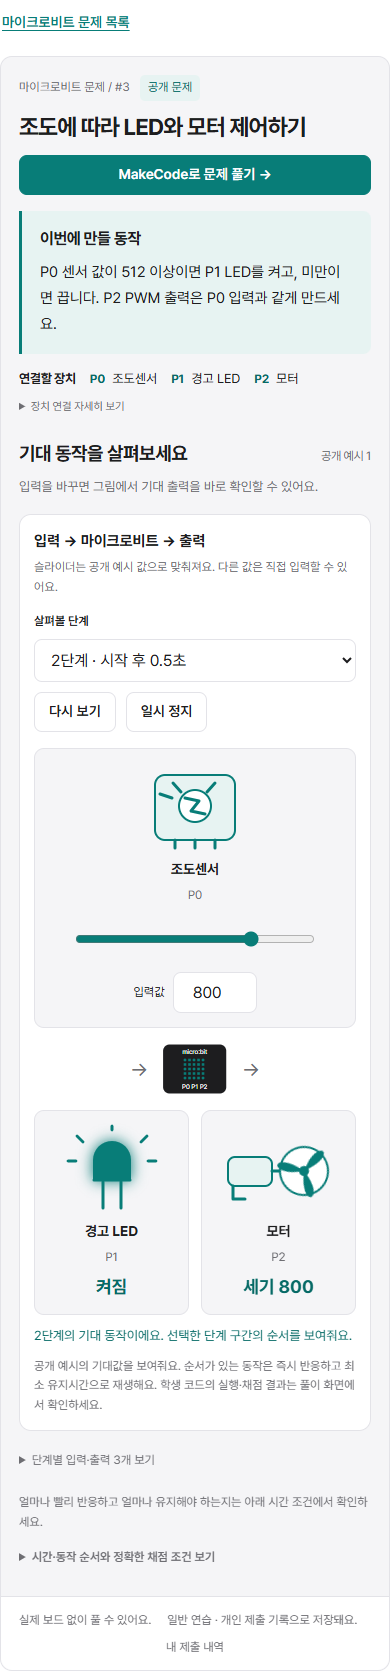 마이크로비트 문제 목록
마이크로비트 문제 / #3 공개 문제
조도에 따라 LED와 모터 제어하기
MakeCode로 문제 풀기 →
이번에 만들 동작
P0 센서 값이 512 이상이면 P1 LED를 켜고, 미만이
면 끕니다. P2 PWM 출력은 P0 입력과 같게 만드세
요.
연결할 장치 P0 조도센서 P1 경고 LED P2 모터
▶ 장치 연결 자세히 보기
기대 동작을 살펴보세요 공개 예시 1
입력을 바꾸면 그림에서 기대 출력을 바로 확인할 수 있어요.
입력 → 마이크로비트 → 출력
슬라이더는 공개 예시 값으로 맞춰져요. 다른 값은 직접 입력할 수 있
어요.
살펴볼 단계
2단계 · 시작 후 0.5초
다시 보기 일시 정지
조도센서
P0
입력값 800
→ micro:bit →
P0 P1 P2
경고 LED
P1
켜짐
모터
P2
세기 800
2단계의 기대 동작이에요. 선택한 단계 구간의 순서를 보여줘요.
공개 예시의 기대값을 보여줘요. 순서가 있는 동작은 즉시 반응하고 최
소 유지시간으로 재생해요. 학생 코드의 실행·채점 결과는 풀이 화면에
서 확인하세요.
▶ 단계별 입력·출력 3개 보기
얼마나 빨리 반응하고 얼마나 유지해야 하는지는 아래 시간 조건에서 확인하
세요.
▶ 시간·동작 순서와 정확한 채점 조건 보기
실제 보드 없이 풀 수 있어요. 일반 연습 · 개인 제출 기록으로 저장돼요.
내 제출 내역